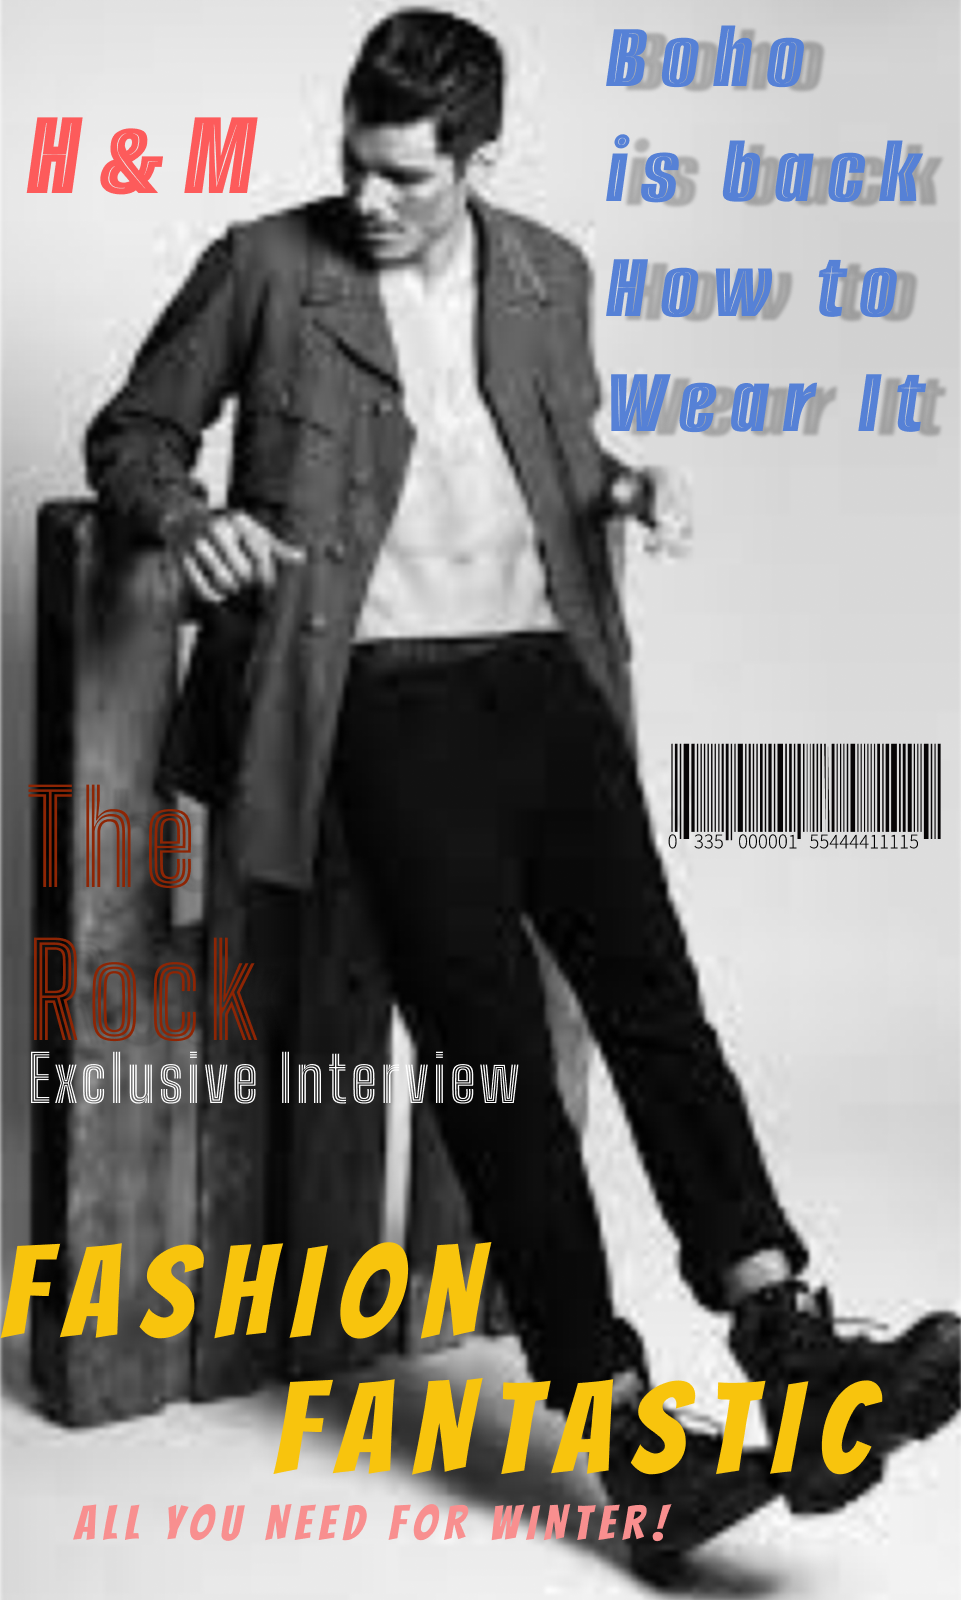 Boho
is back
How to
Wear It
H & M
0 335 000001 55444411115
The
Rock
Exclusive Interview
FASHION
FANTASTIC
ALL YOU NEED FOR WINTER!